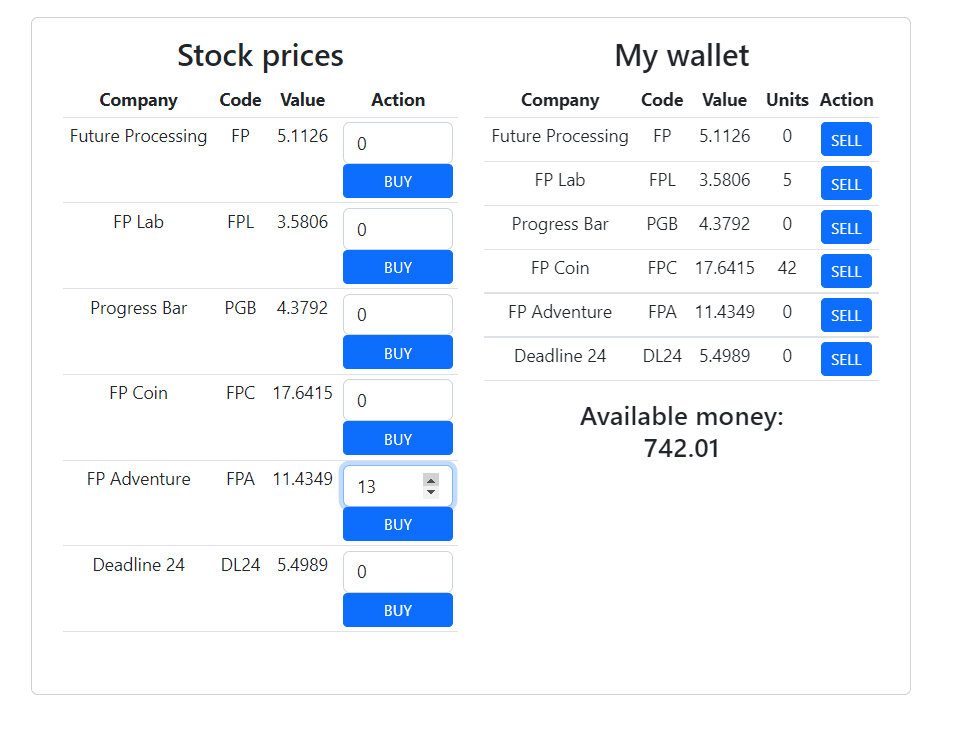 Stock prices
Company Code Value Action
Future Processing FP 5.1126 0
BUY
FP Lab FPL 3.5806 0
BUY
Progress Bar PGB 4.3792 0
BUY
FP Coin FPC 17.6415 0
BUY
FP Adventure FPA 11.4349 13
BUY
Deadline 24 DL24 5.4989 0
BUY
My wallet
Company Code Value Units Action
Future Processing FP 5.1126 0 SELL
FP Lab FPL 3.5806 5 SELL
Progress Bar PGB 4.3792 0 SELL
FP Coin FPC 17.6415 42 SELL
FP Adventure FPA 11.4349 0 SELL
Deadline 24 DL24 5.4989 0 SELL
Available money:
742.01